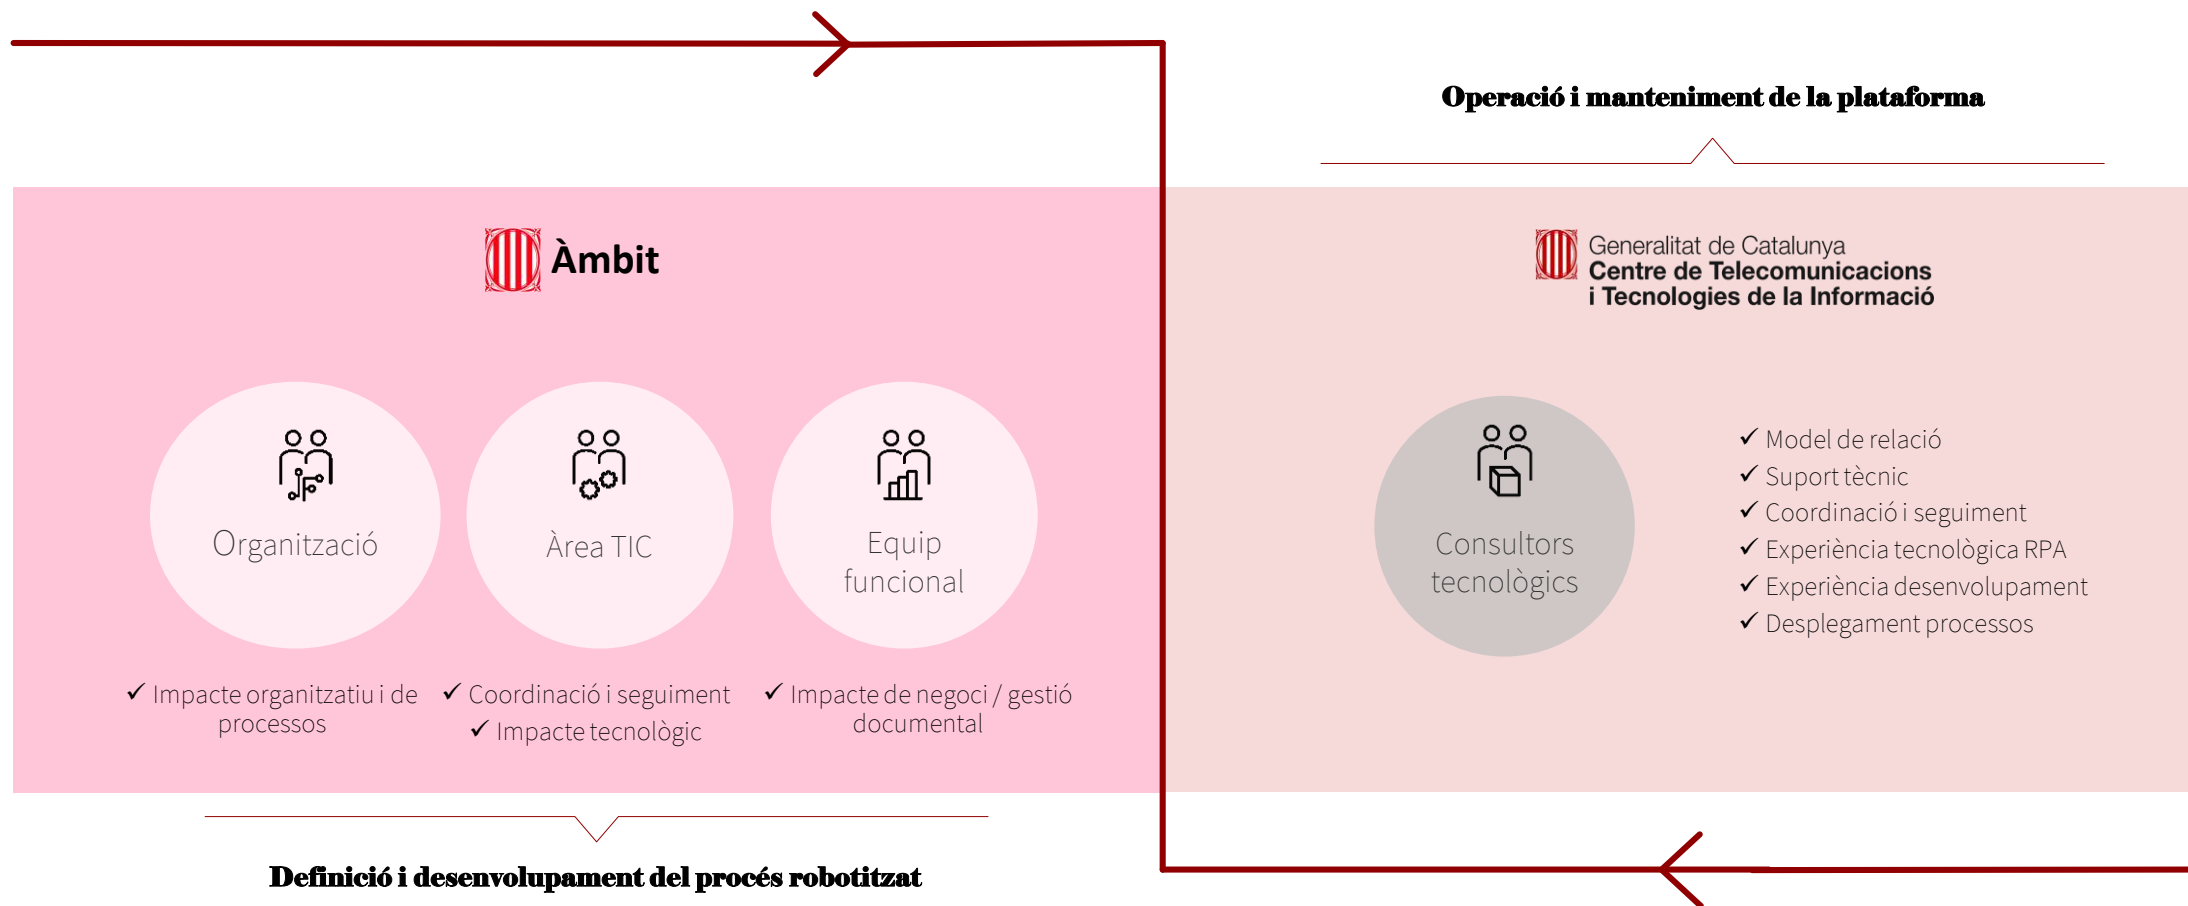 Operació i manteniment de la plataforma
Àmbit
Generalitat de Catalunya
Centre de Telecomunicacions
i Tecnologies de la Informació
Organització
Àrea TIC
Equip
funcional
✓ Impacte organitzatiu i de
processos
✓ Coordinació i seguiment
✓ Impacte tecnològic
✓ Impacte de negoci / gestió
documental
Consultors
tecnològics
✓ Model de relació
✓ Suport tècnic
✓ Coordinació i seguiment
✓ Experiència tecnològica RPA
✓ Experiència desenvolupament
✓ Desplegament processos
Definició i desenvolupament del procés robotitzat